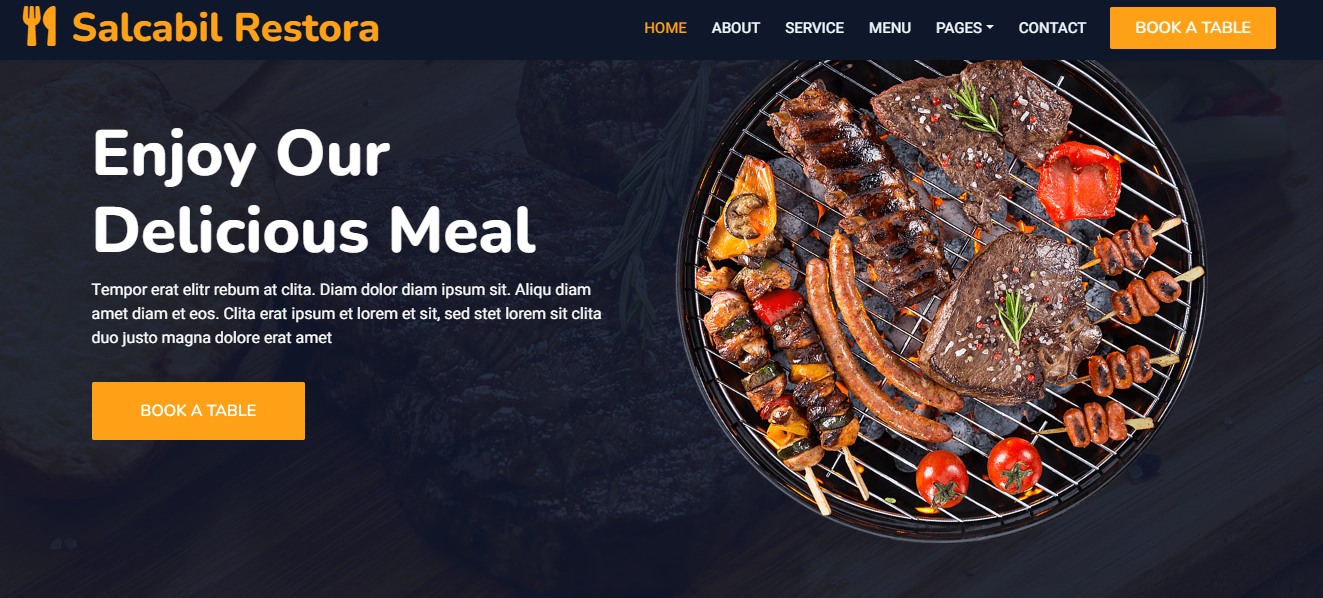 Salcabil Restora
HOME ABOUT SERVICE MENU PAGES CONTACT BOOK A TABLE
Enjoy Our
Delicious Meal
Tempor erat elitr rebum at clita. Diam dolor diam ipsum sit. Aliqu diam
amet diam et eos. Clita erat ipsum et lorem et sit, sed stet lorem sit clita
duo justo magna dolore erat amet
BOOK A TABLE